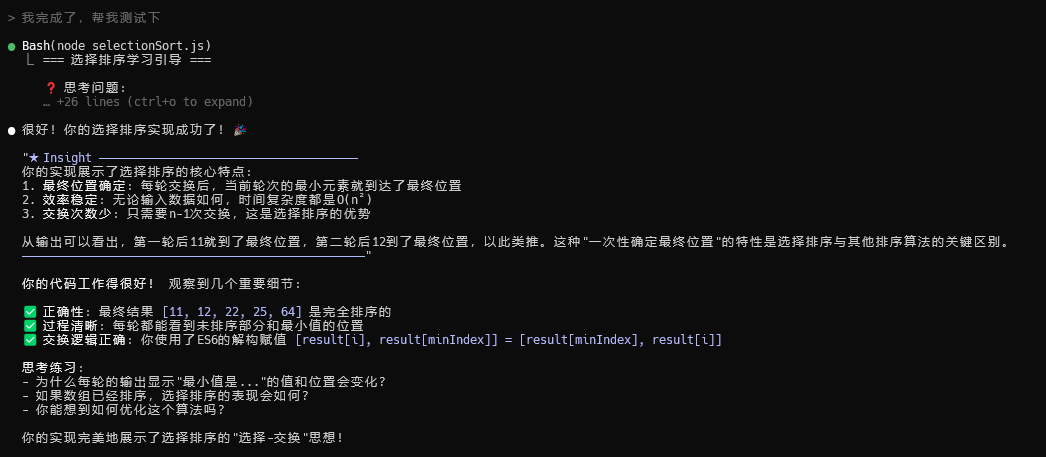 > 我完成了，帮我测试下
● Bash(node selectionSort.js)
⎿ === 选择排序学习引导 ===
❓ 思考问题:
… +26 lines (ctrl+o to expand)
● 很好！你的选择排序实现成功了！🎉
"★ Insight ─────────────────────────────────────
你的实现展示了选择排序的核心特点:
1. 最终位置确定: 每轮交换后，当前轮次的最小元素就到达了最终位置
2. 效率稳定: 无论输入数据如何，时间复杂度都是O(n²)
3. 交换次数少: 只需要n-1次交换，这是选择排序的优势
从输出可以看出，第一轮后11就到了最终位置，第二轮后12到了最终位置，以此类推。这种"一次性确定最终位置"的特性是选择排序与其他排序算法的关键区别。
─────────────────────────────────────────────────"
你的代码工作得很好！ 观察到几个重要细节:
✅ 正确性: 最终结果 [11, 12, 22, 25, 64] 是完全排序的
✅ 过程清晰: 每轮都能看到未排序部分和最小值的位置
✅ 交换逻辑正确: 你使用了ES6的解构赋值 [result[i], result[minIndex]] = [result[minIndex], result[i]]
思考练习:
- 为什么每轮的输出显示"最小值是..."的值和位置会变化?
- 如果数组已经排序，选择排序的表现会如何?
- 你能想到如何优化这个算法吗?
你的实现完美地展示了选择排序的"选择-交换"思想!